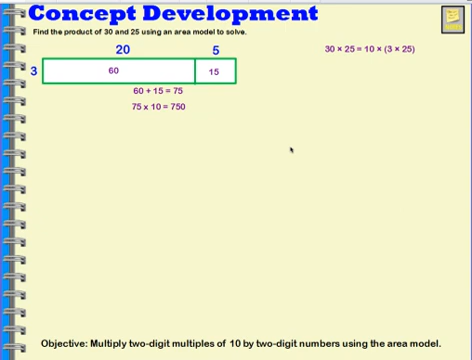 Concept Development
Find the product of 30 and 25 using an area model to solve.
20 5
30 × 25 = 10 × (3 × 25)
3 60 15
60 + 15 = 75
75 x 10 = 750
Objective: Multiply two-digit multiples of 10 by two-digit numbers using the area model.